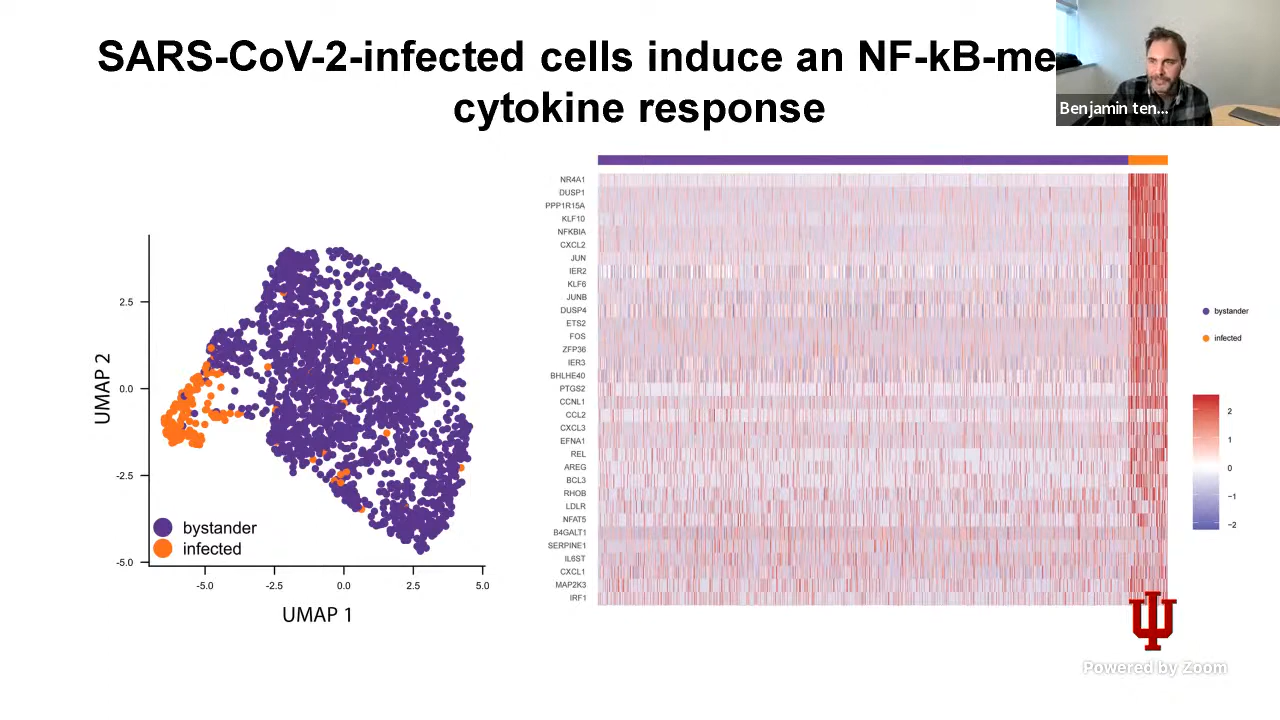 SARS-CoV-2-infected cells induce an NF-kB-me
cytokine response
Benjamin ten...
NR4A1
DUSP1
PPP1R15A
KLF10
NFKBIA
CXCL2
JUN
IER2
KLF6
JUNB
DUSP4
ETS2
FOS
ZFP36
IER3
BHLHE40
PTGS2
CCNL1
CCL2
CXCL3
EFNA1
REL
AREG
BCL3
RHOB
LDLR
NFAT5
B4GALT1
SERPINE1
IL6ST
CXCL1
MAP2K3
IRF1
UMAP 2
2.5
0.0
-2.5
-5.0
bystander
infected
-5.0
-2.5
0.0
2.5
5.0
UMAP 1
bystander
infected
2
1
0
−1
−2
Powered by Zoom